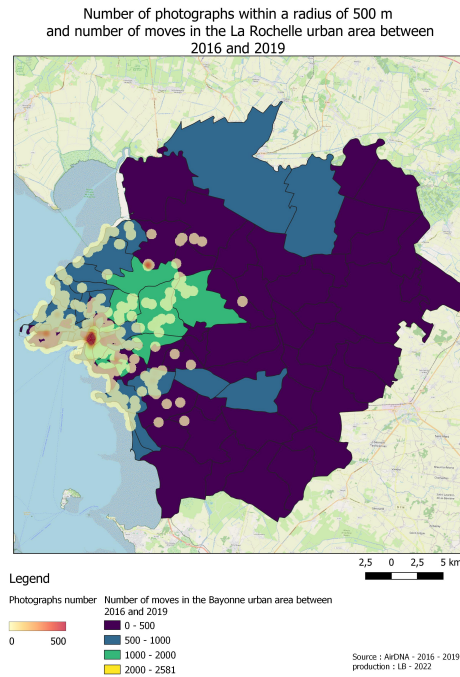 Number of photographs within a radius of 500 m
and number of moves in the La Rochelle urban area between
2016 and 2019
2,5 0 2,5 5 km
Legend
Photographs number
0 500
Number of moves in the Bayonne urban area between
2016 and 2019
0 - 500
500 - 1000
1000 - 2000
2000 - 2581
Source : AirDNA - 2016 - 2019
production : LB - 2022